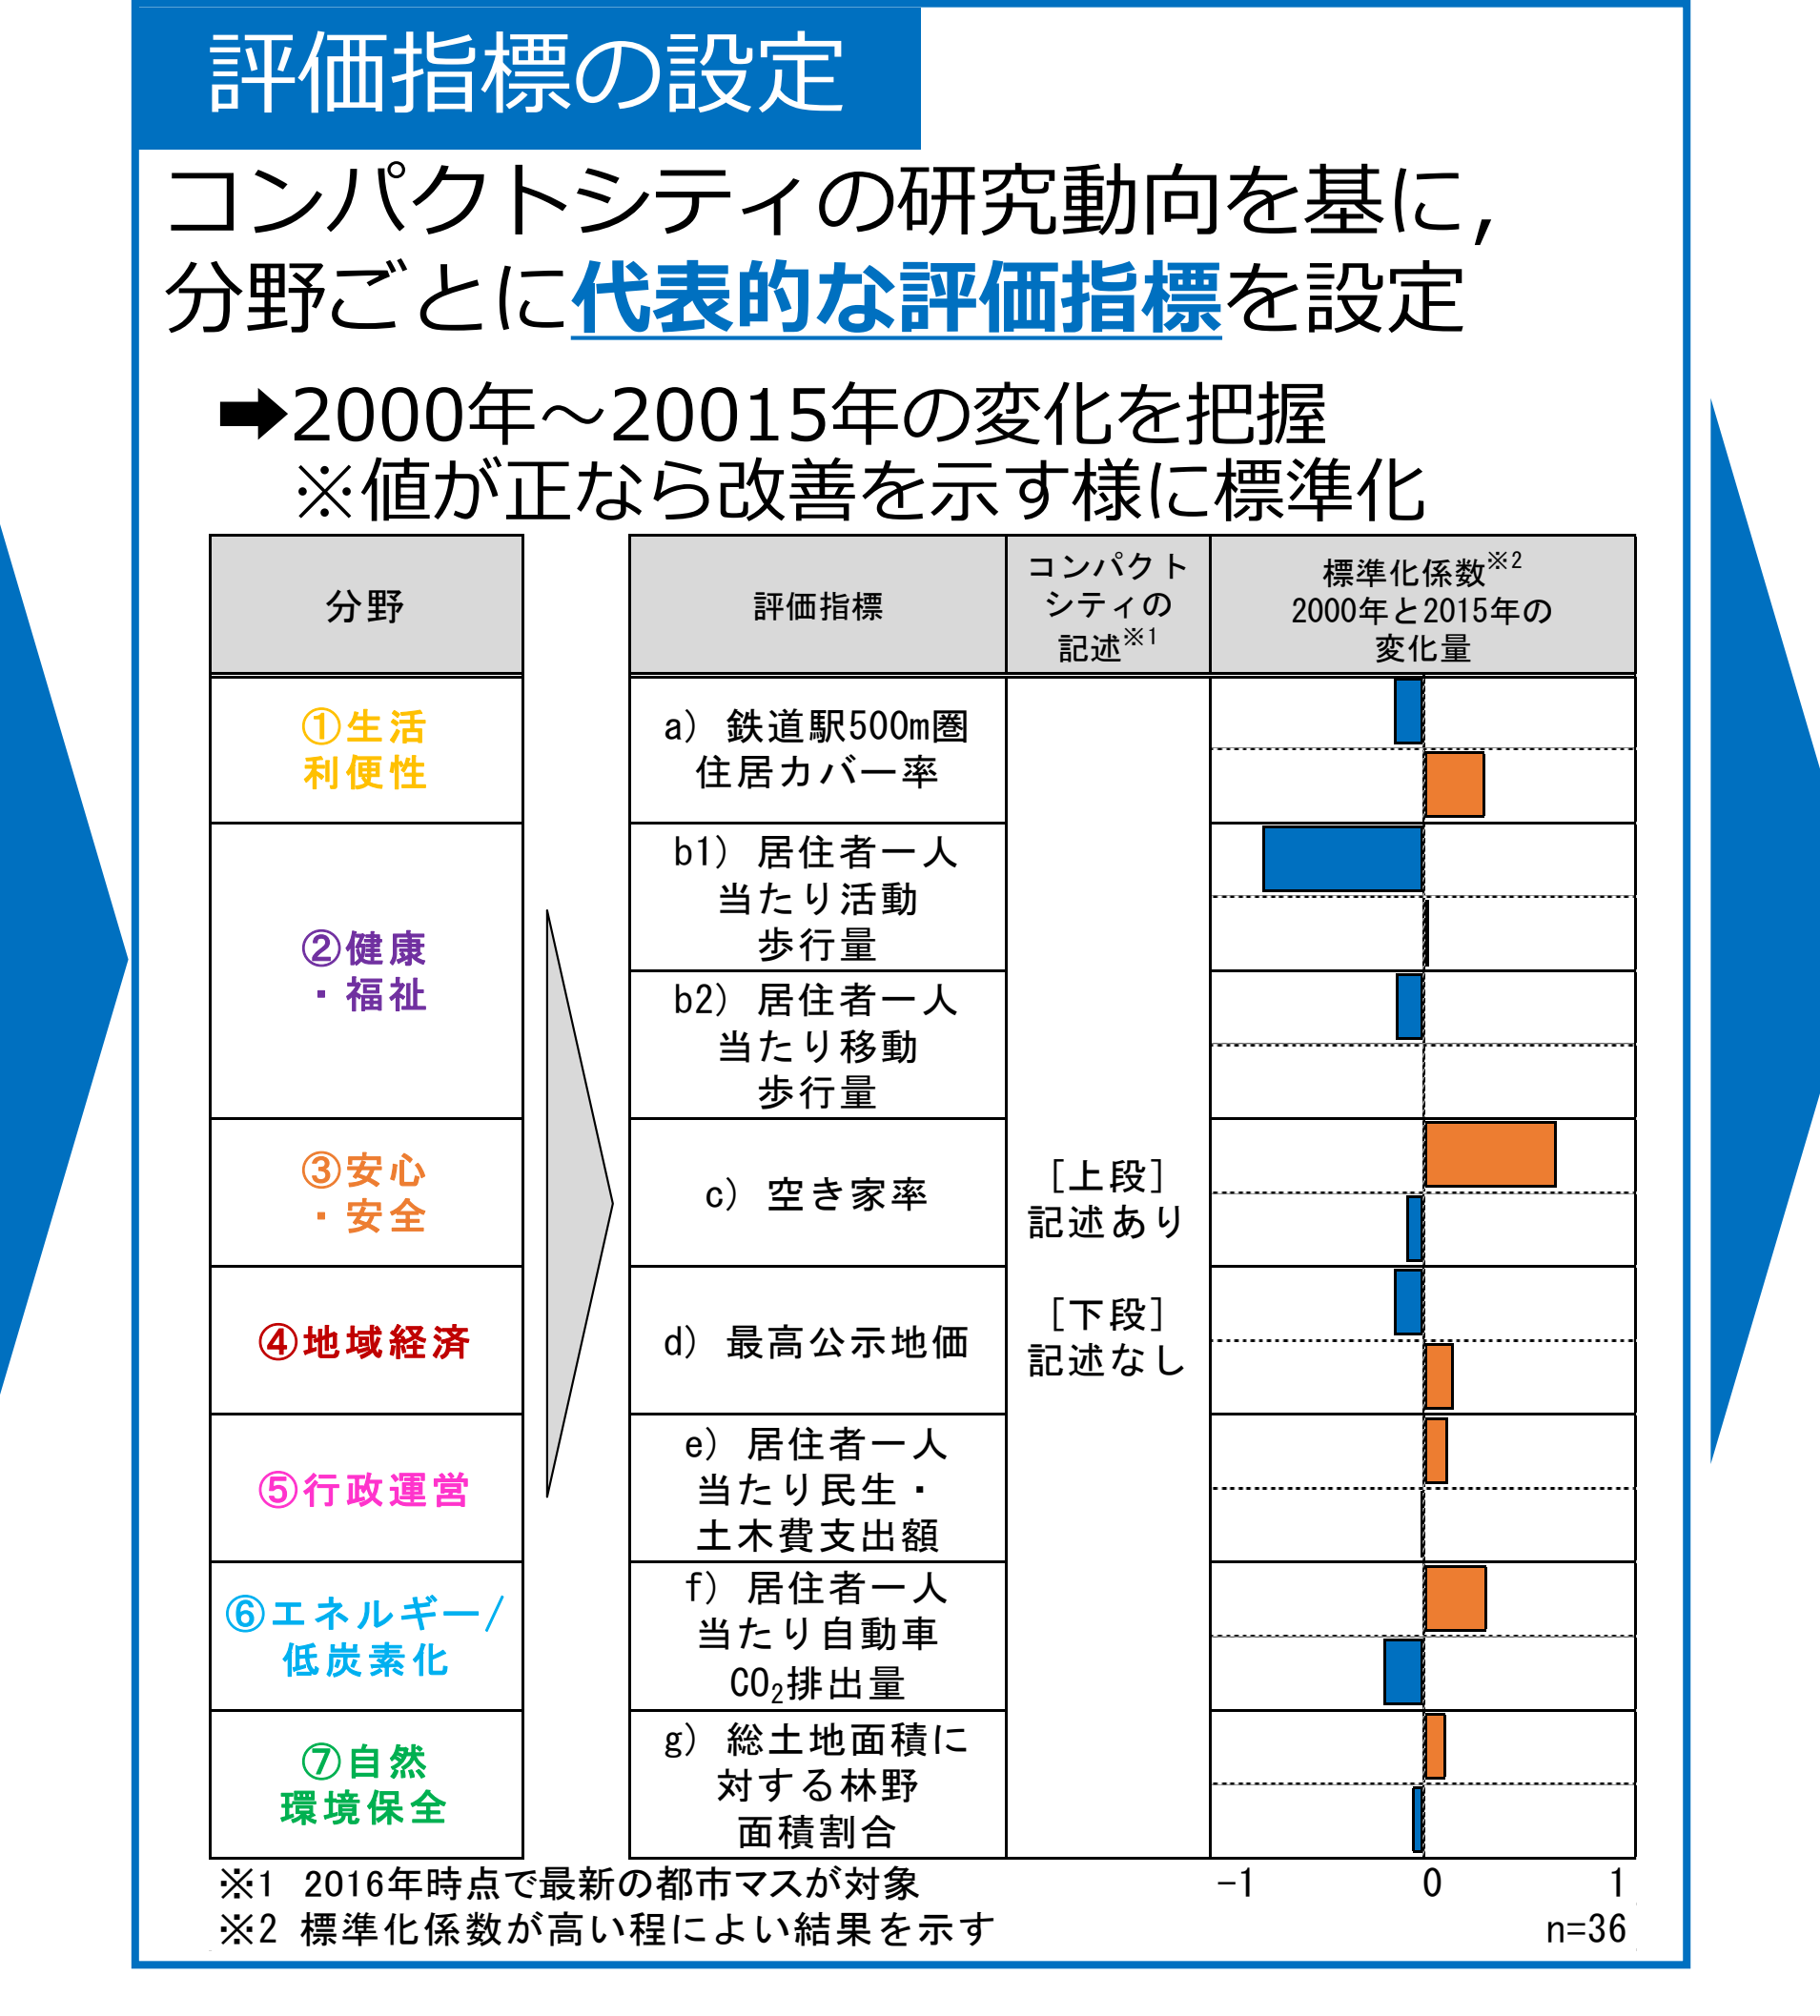 評価指標の設定
コンパクトシティの研究動向を基に,
分野ごとに代表的な評価指標を設定
➡2000年～20015年の変化を把握
※値が正なら改善を示す様に標準化
分野
評価指標
コンパクト
シティの
記述※1
標準化係数※2
2000年と2015年の
変化量
①生活
利便性
a) 鉄道駅500m圏
住居カバー率
②健康
・福祉
b1) 居住者一人
当たり活動
歩行量
b2) 居住者一人
当たり移動
歩行量
③安心
・安全
c) 空き家率
[上段]
記述あり
[下段]
記述なし
④地域経済
d) 最高公示地価
⑤行政運営
e) 居住者一人
当たり民生・
土木費支出額
⑥エネルギー/
低炭素化
f) 居住者一人
当たり自動車
CO₂排出量
⑦自然
環境保全
g) 総土地面積に
対する林野
面積割合
-1 0 1
※1 2016年時点で最新の都市マスが対象
※2 標準化係数が高い程によい結果を示す
n=36